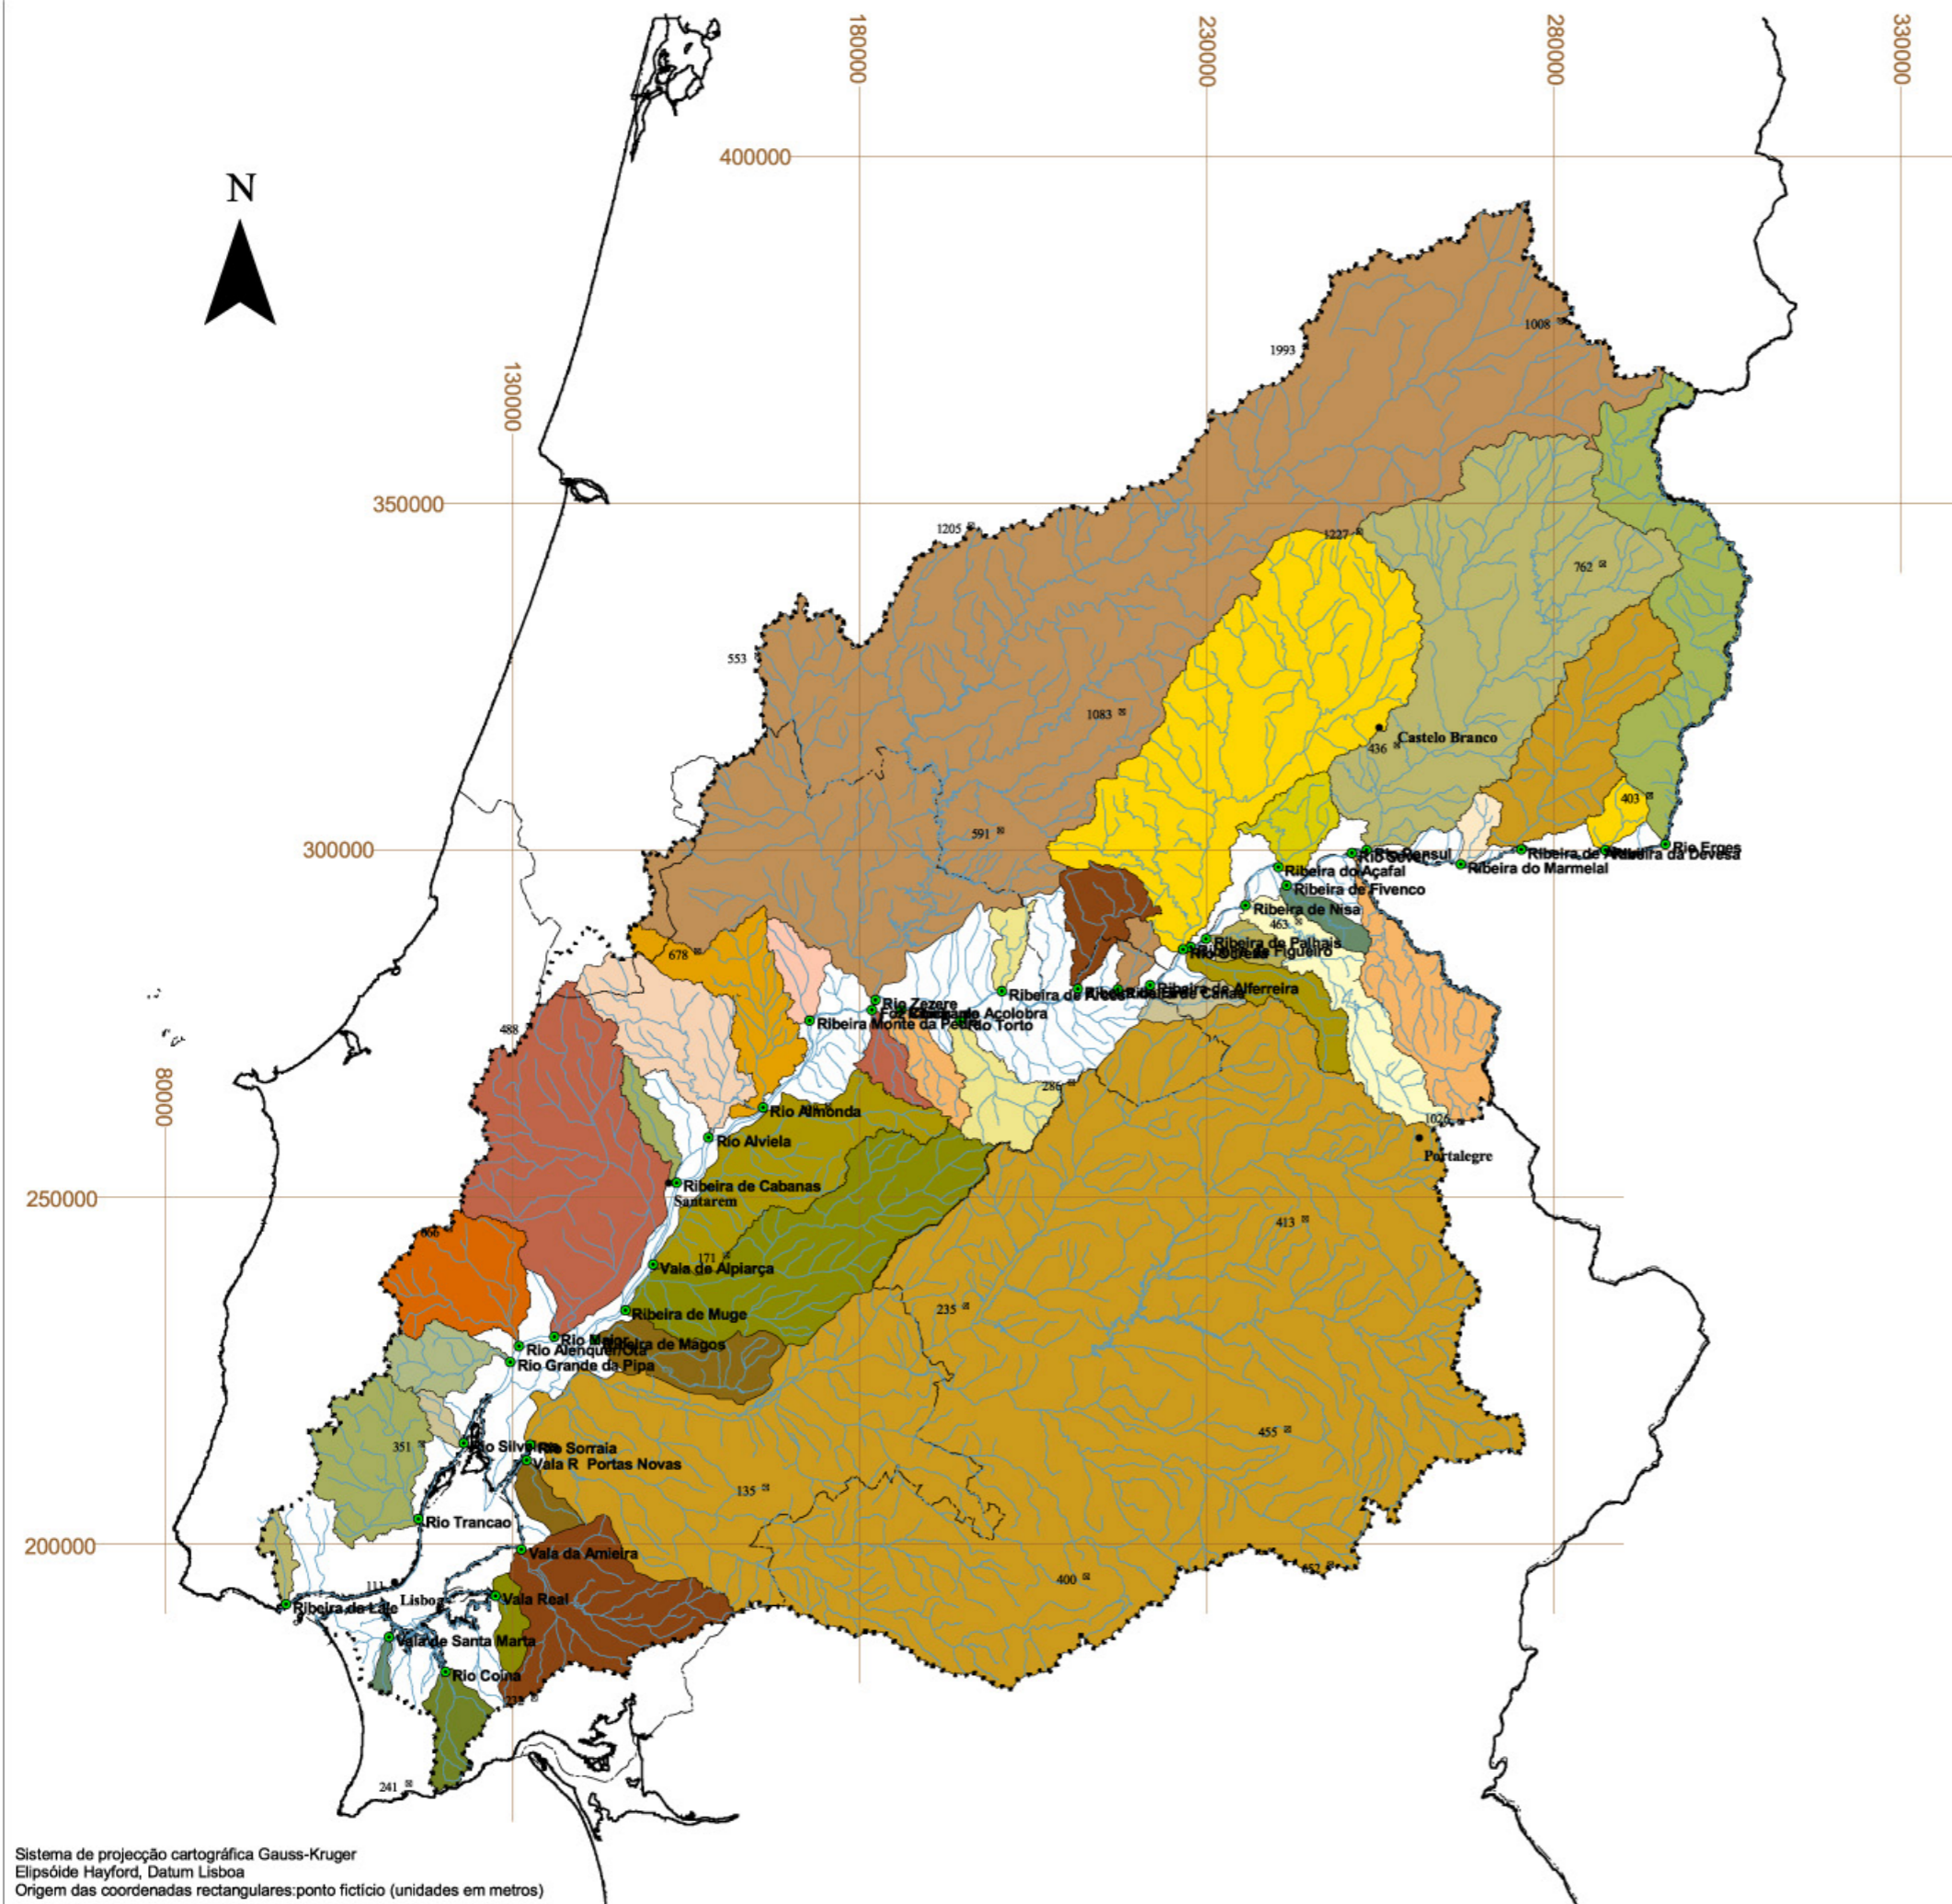 180000
230000
280000
330000
400000
N
1008
1993
130000
350000
1205
1227
762
553
1083
Castelo Branco
436
403
591
300000
Rio Erges
Ribeira da Devesa
Ribeira do Marmelal
Ribeira do Açafal
Ribeira de Fivenco
Ribeira de Nisa
463
Ribeira de Palhais
678
Ribeira de Alferreira
Rio Zezere
488
Ribeira Monte da Pedra
Rio Torto
80000
286
Rio Almonda
1026
Rio Alviela
Portalegre
Ribeira de Cabanas
250000
Santarem
413
666
171
Vala de Alpiarça
235
Ribeira de Muge
Rio Maior
Ribeira de Magos
Rio Alenquer/Ota
Rio Grande da Pipa
455
351
Rio Sorraia
Vala R Portas Novas
135
Rio Trancao
200000
Vala da Amieira
652
400
111
Lisboa
Vala Real
Ribeira da Laje
Vala de Santa Marta
Rio Coina
232
241
Sistema de projecção cartográfica Gauss-Kruger
Elipsóide Hayford, Datum Lisboa
Origem das coordenadas rectangulares:ponto fictício (unidades em metros)